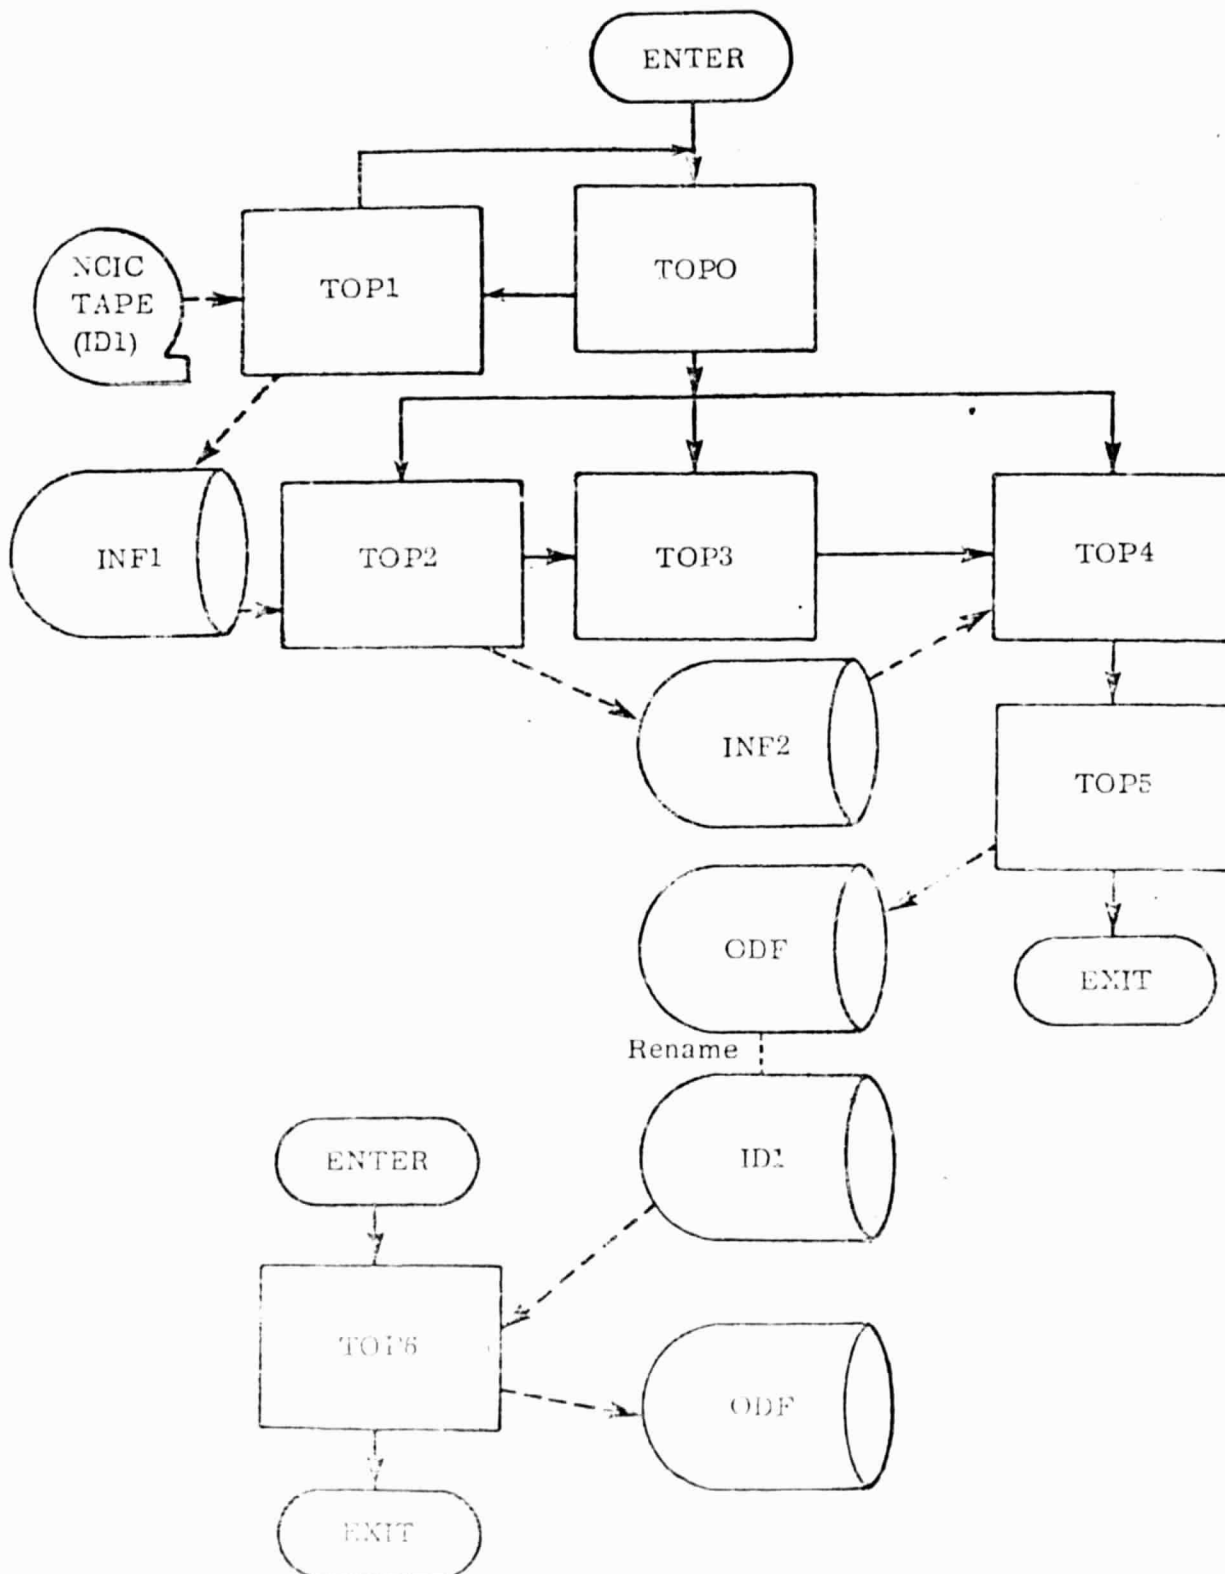 ENTER
TOP1
TOPO
NCIC
TAPE
(ID1)
INF1
TOP2
TOP3
TOP4
INF2
TOP5
ODF
EXIT
Rename
ID1
ENTER
TOP6
ODF
EXIT